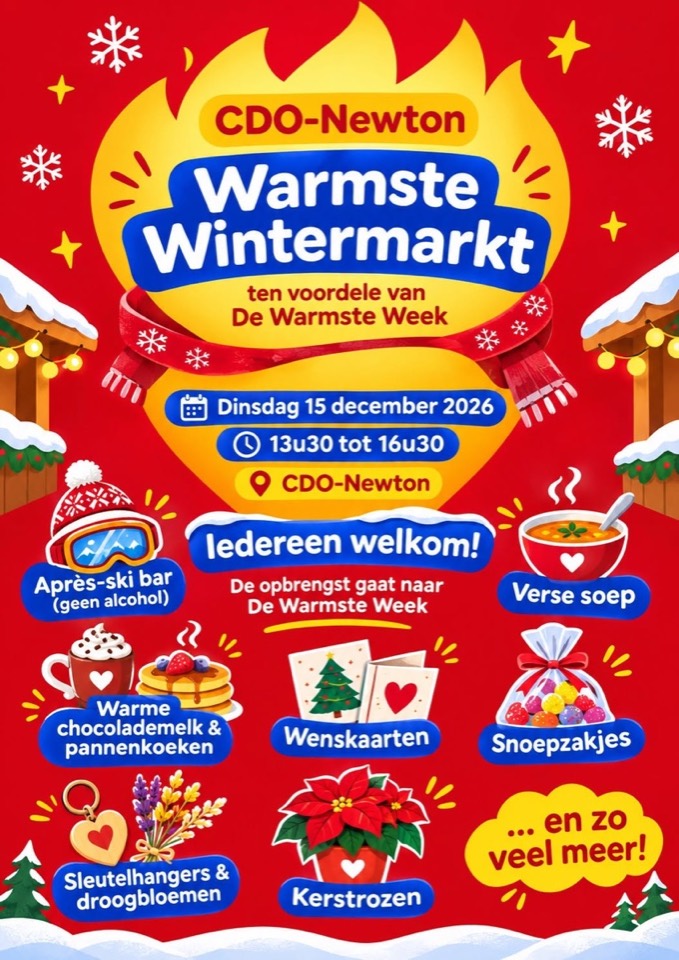 CDO-Newton
Warmste
Wintermarkt
ten voordele van
De Warmste Week
Dinsdag 15 december 2026
13u30 tot 16u30
CDO-Newton
Iedereen welkom!
De opbrengst gaat naar
De Warmste Week
Après-ski bar
(geen alcohol)
Verse soep
Warme
chocolademelk &
pannenkoeken
Wenskaarten
Snoepzakjes
Sleutelhangers &
droogbloemen
Kerstrozen
... en zo
veel meer!